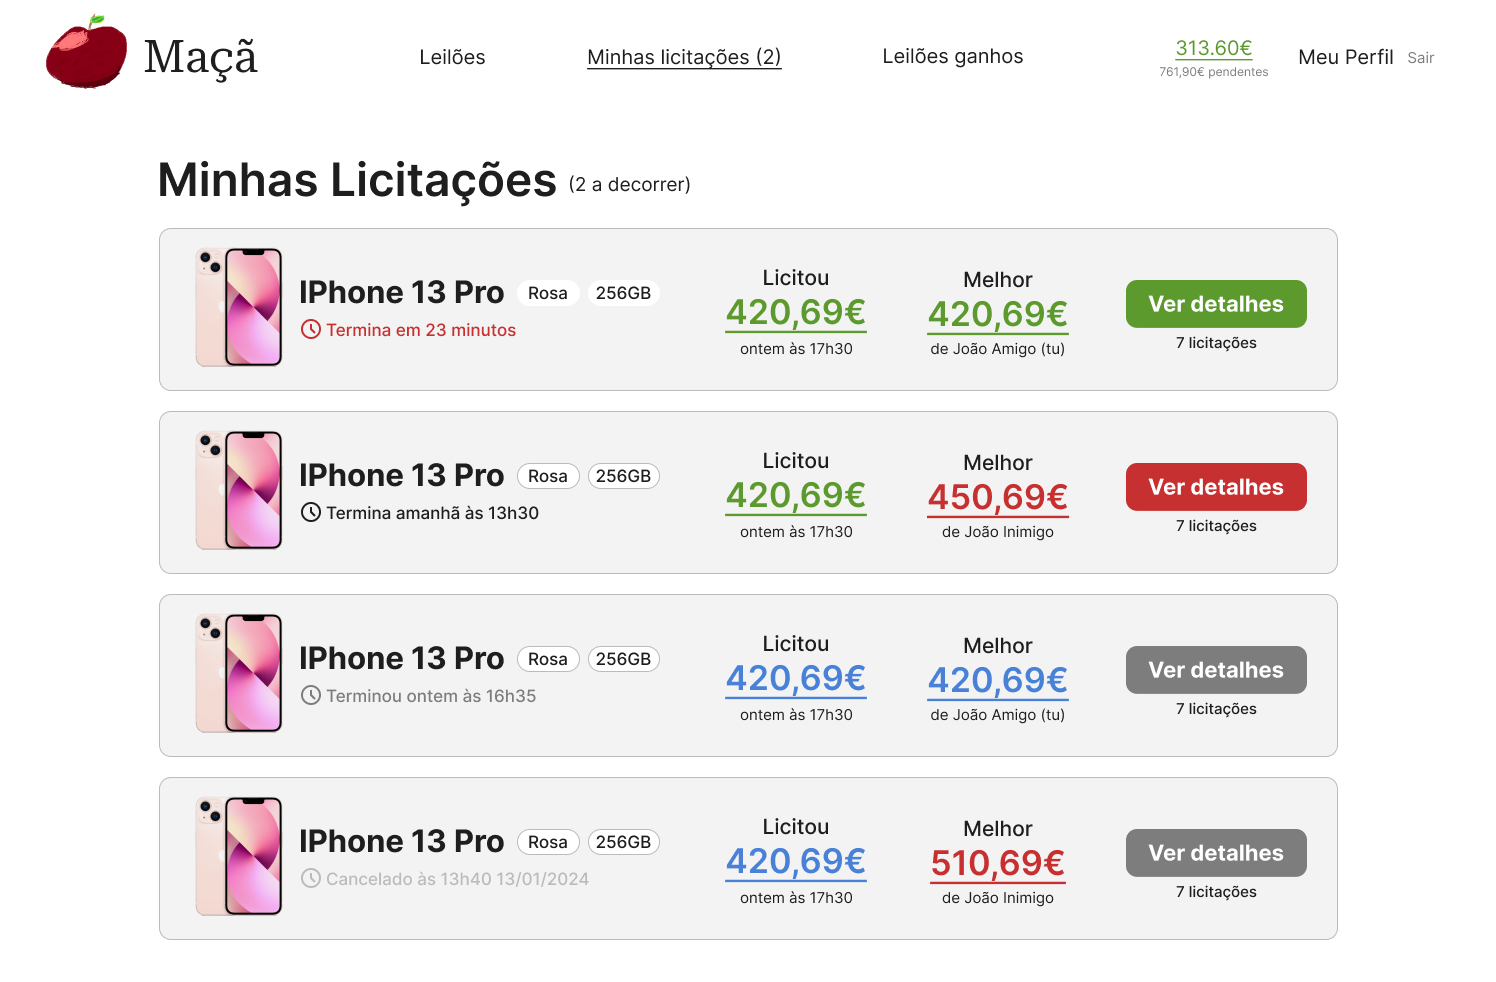 Maçã
Leilões
Minhas licitações (2)
Leilões ganhos
313.60€
761,90€ pendentes
Meu Perfil
Sair
Minhas Licitações (2 a decorrer)
IPhone 13 Pro
Rosa
256GB
Termina em 23 minutos
Licitou
420,69€
ontem às 17h30
Melhor
420,69€
de João Amigo (tu)
Ver detalhes
7 licitações
IPhone 13 Pro
Rosa
256GB
Termina amanhã às 13h30
Licitou
420,69€
ontem às 17h30
Melhor
450,69€
de João Inimigo
Ver detalhes
7 licitações
IPhone 13 Pro
Rosa
256GB
Terminou ontem às 16h35
Licitou
420,69€
ontem às 17h30
Melhor
420,69€
de João Amigo (tu)
Ver detalhes
7 licitações
IPhone 13 Pro
Rosa
256GB
Cancelado às 13h40 13/01/2024
Licitou
420,69€
ontem às 17h30
Melhor
510,69€
de João Inimigo
Ver detalhes
7 licitações